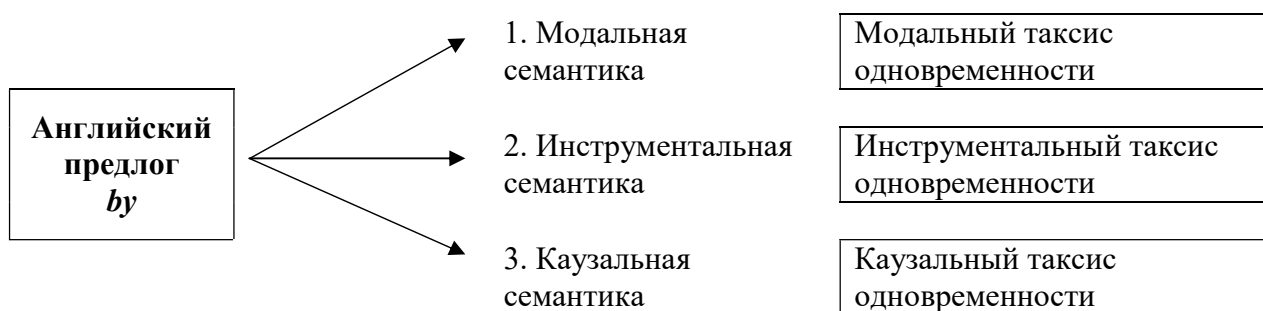 Английский
предлог
by
1. Модальная
семантика
Модальный таксис
одновременности
2. Инструментальная
семантика
Инструментальный таксис
одновременности
3. Каузальная
семантика
Каузальный таксис
одновременности